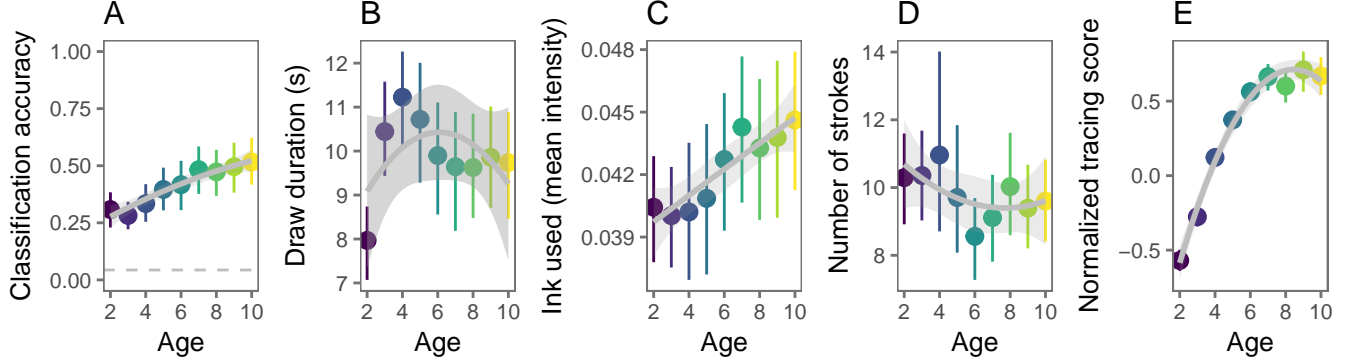 A
Classification accuracy
1.00
0.75
0.50
0.25
0.00
2 4 6 8 10
Age
B
Draw duration (s)
12
11
10
9
8
7
2 4 6 8 10
Age
C
Ink used (mean intensity)
0.048
0.045
0.042
0.039
2 4 6 8 10
Age
D
Number of strokes
14
12
10
8
2 4 6 8 10
Age
E
Normalized tracing score
0.5
0.0
−0.5
2 4 6 8 10
Age